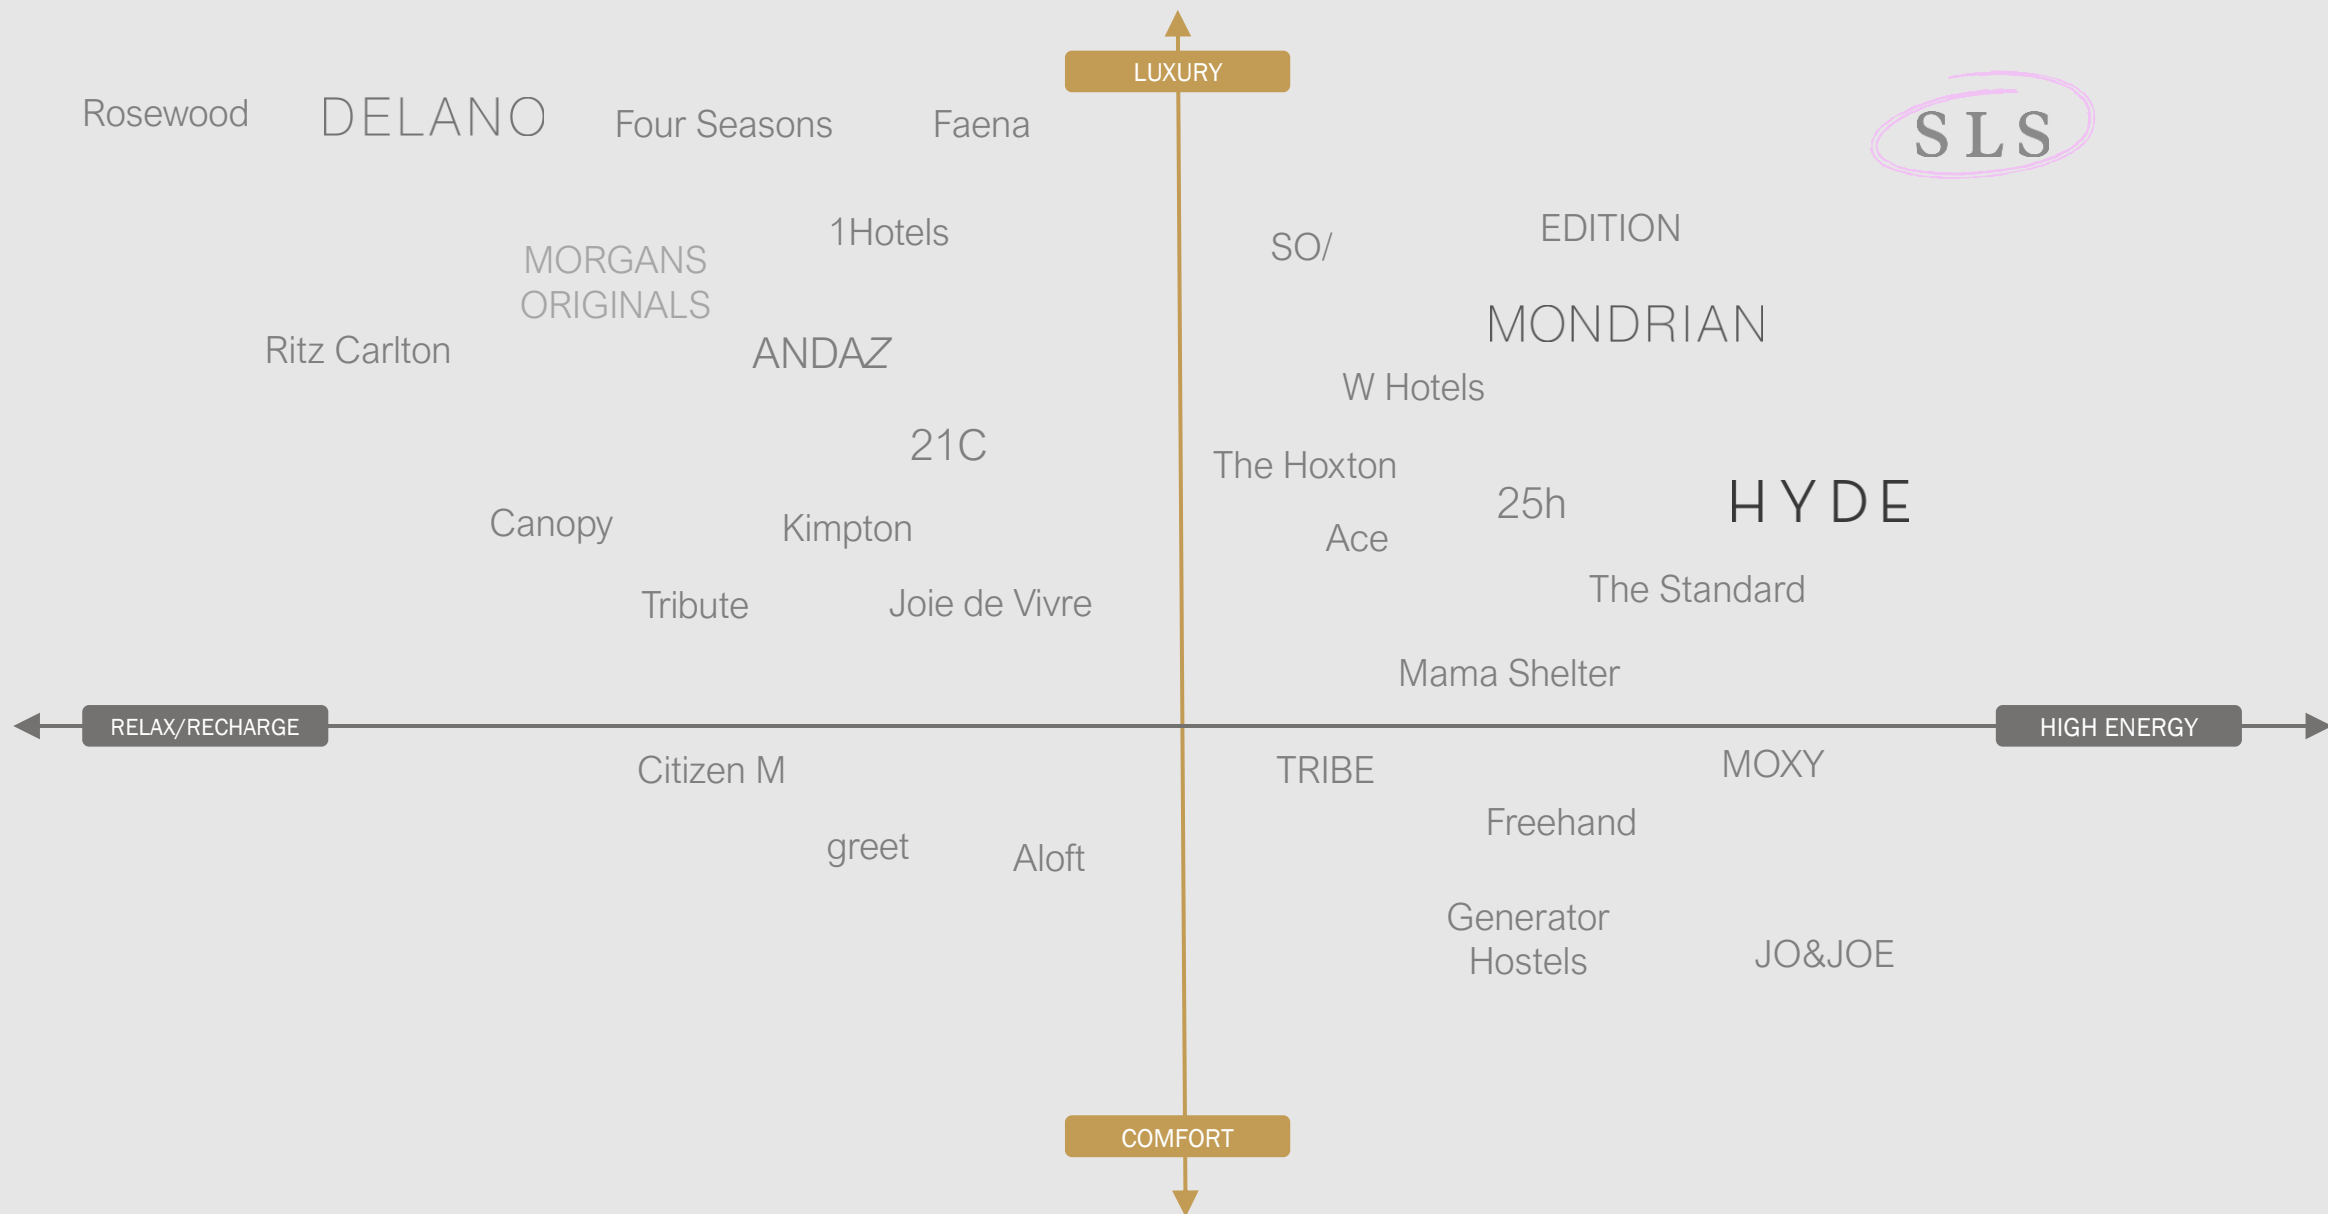 LUXURY
Rosewood
DELANO
Four Seasons
Faena
SLS
1Hotels
SO/
EDITION
MORGANS
ORIGINALS
MONDRIAN
Ritz Carlton
ANDAZ
W Hotels
21C
The Hoxton
25h
HYDE
Canopy
Kimpton
Ace
Tribute
Joie de Vivre
The Standard
Mama Shelter
RELAX/RECHARGE
HIGH ENERGY
Citizen M
TRIBE
MOXY
Freehand
greet
Aloft
Generator
Hostels
JO&JOE
COMFORT